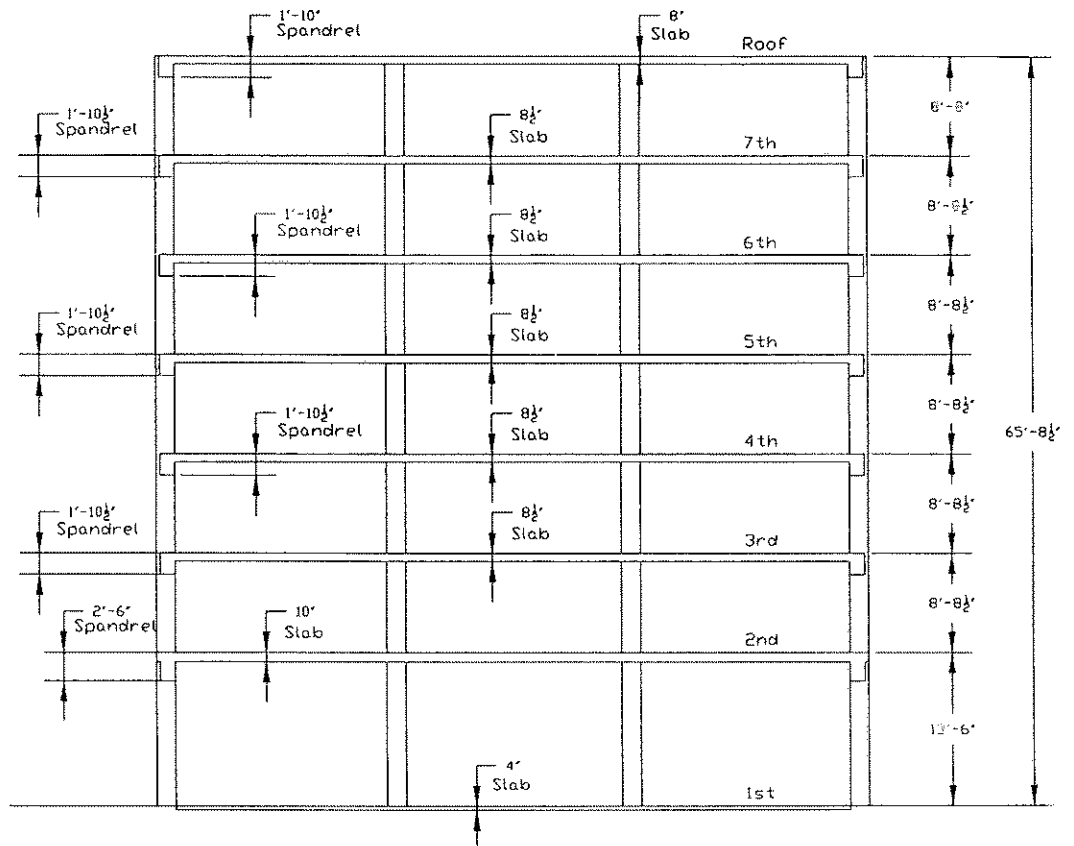 1'-10"
Spandrel
8"
Slab
Roof
8'-8"
1'-10½"
Spandrel
8½"
Slab
7th
8'-8½"
1'-10½"
Spandrel
8½"
Slab
6th
8'-8½"
1'-10½"
Spandrel
8½"
Slab
5th
8'-8½"
1'-10½"
Spandrel
8½"
Slab
4th
65'-8½"
8'-8½"
1'-10½"
Spandrel
8½"
Slab
3rd
8'-8½"
2'-6"
Spandrel
10"
Slab
2nd
13'-6"
4"
Slab
1st